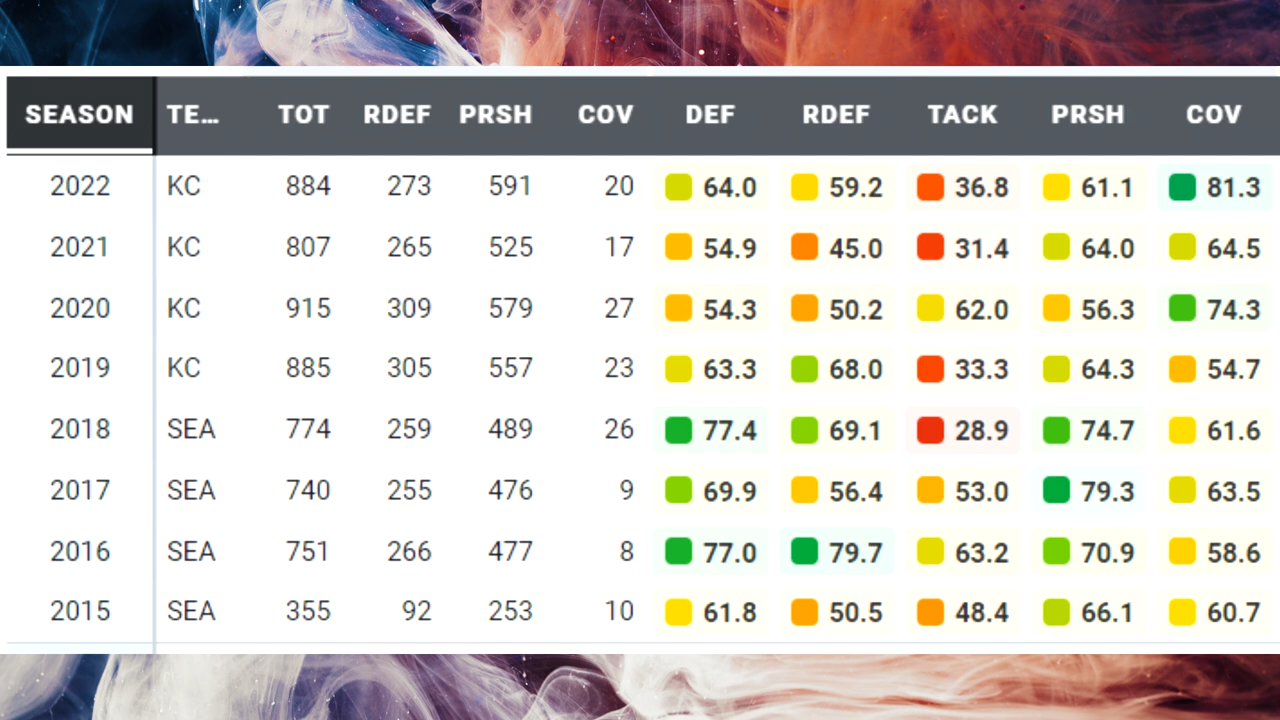 SEASON TE... TOT RDEF PRSH COV DEF RDEF TACK PRSH COV
2022 KC 884 273 591 20 64.0 59.2 36.8 61.1 81.3
2021 KC 807 265 525 17 54.9 45.0 31.4 64.0 64.5
2020 KC 915 309 579 27 54.3 50.2 62.0 56.3 74.3
2019 KC 885 305 557 23 63.3 68.0 33.3 64.3 54.7
2018 SEA 774 259 489 26 77.4 69.1 28.9 74.7 61.6
2017 SEA 740 255 476 9 69.9 56.4 53.0 79.3 63.5
2016 SEA 751 266 477 8 77.0 79.7 63.2 70.9 58.6
2015 SEA 355 92 253 10 61.8 50.5 48.4 66.1 60.7